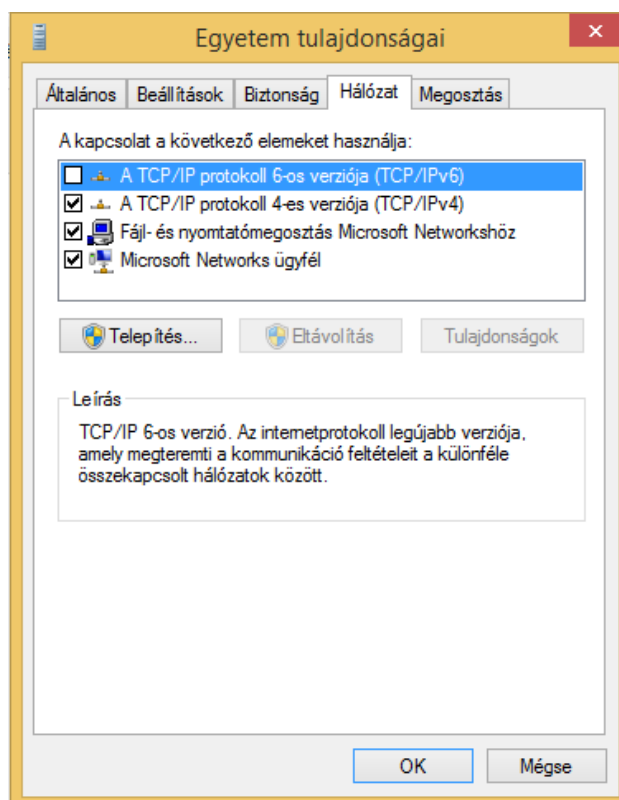 Egyetem tulajdonságai
Általános Beállítások Biztonság Hálózat Megosztás
A kapcsolat a következő elemeket használja:
A TCP/IP protokoll 6-os verziója (TCP/IPv6)
A TCP/IP protokoll 4-es verziója (TCP/IPv4)
Fájl- és nyomtatómegosztás Microsoft Networkshöz
Microsoft Networks ügyfél
Telepítés... Eltávolítás Tulajdonságok
Leírás
TCP/IP 6-os verzió. Az internetprotokoll legújabb verziója,
amely megteremti a kommunikáció feltételeit a különféle
összekapcsolt hálózatok között.
OK Mégse